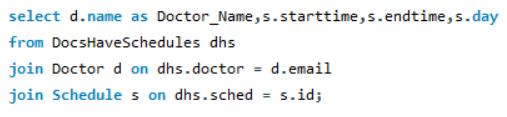 select d.name as Doctor_Name,s.starttime,s.endtime,s.day
from DocsHaveSchedules dhs
join Doctor d on dhs.doctor = d.email
join Schedule s on dhs.sched = s.id;